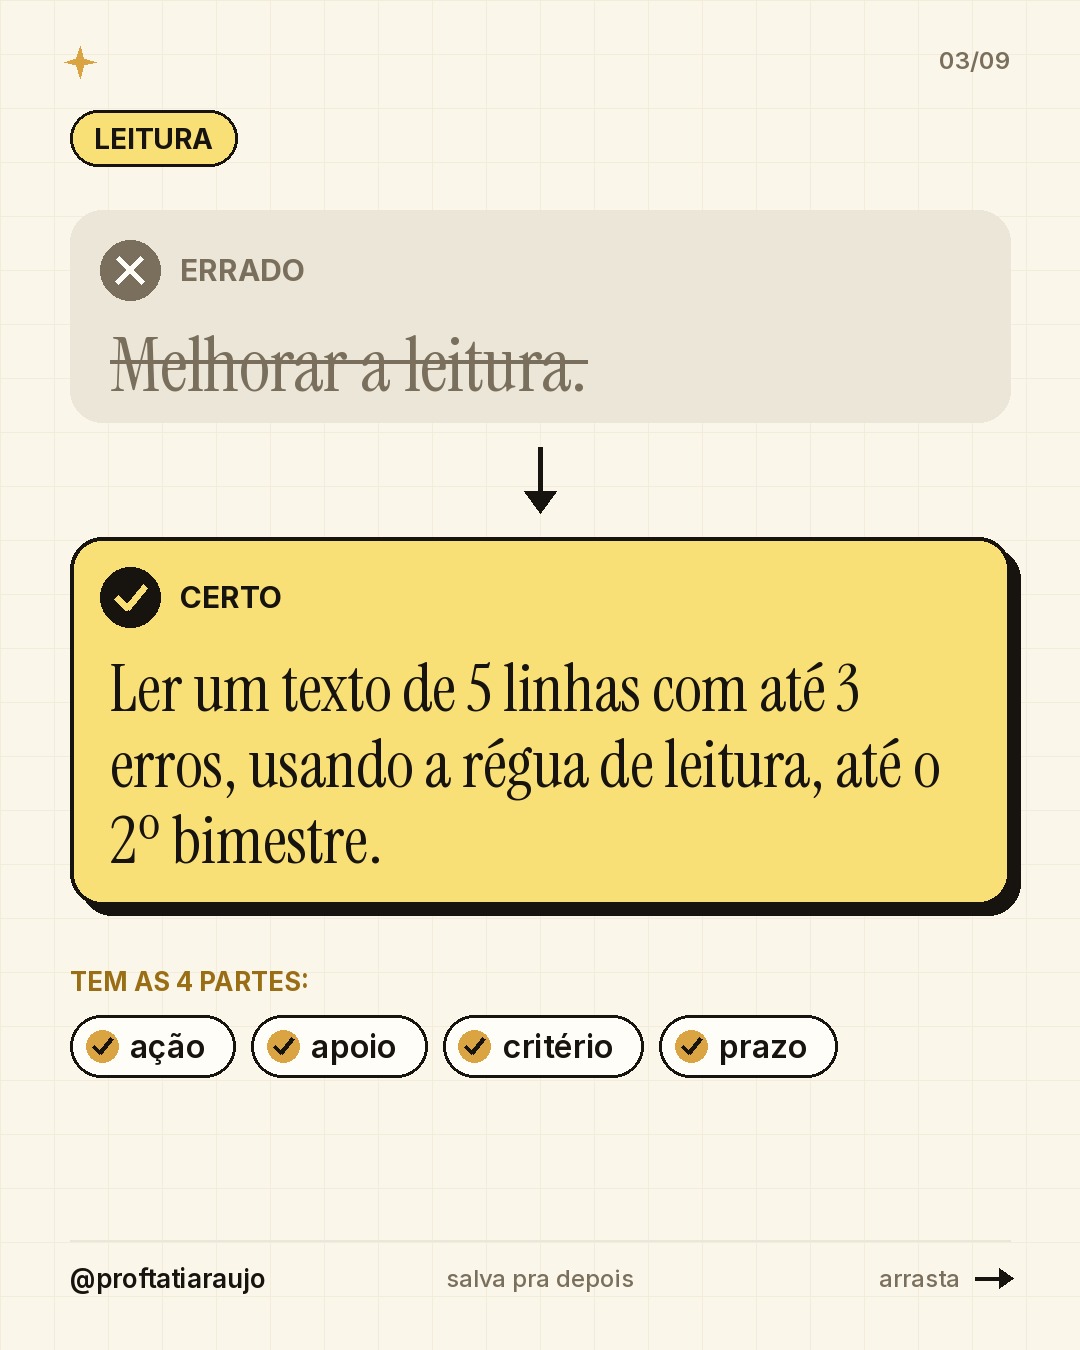 03/09
LEITURA
ERRADO
Melhorar a leitura.
CERTO
Ler um texto de 5 linhas com até 3
erros, usando a régua de leitura, até o
2º bimestre.
TEM AS 4 PARTES:
ação apoio critério prazo
@proftatiaraujo salva pra depois arrasta